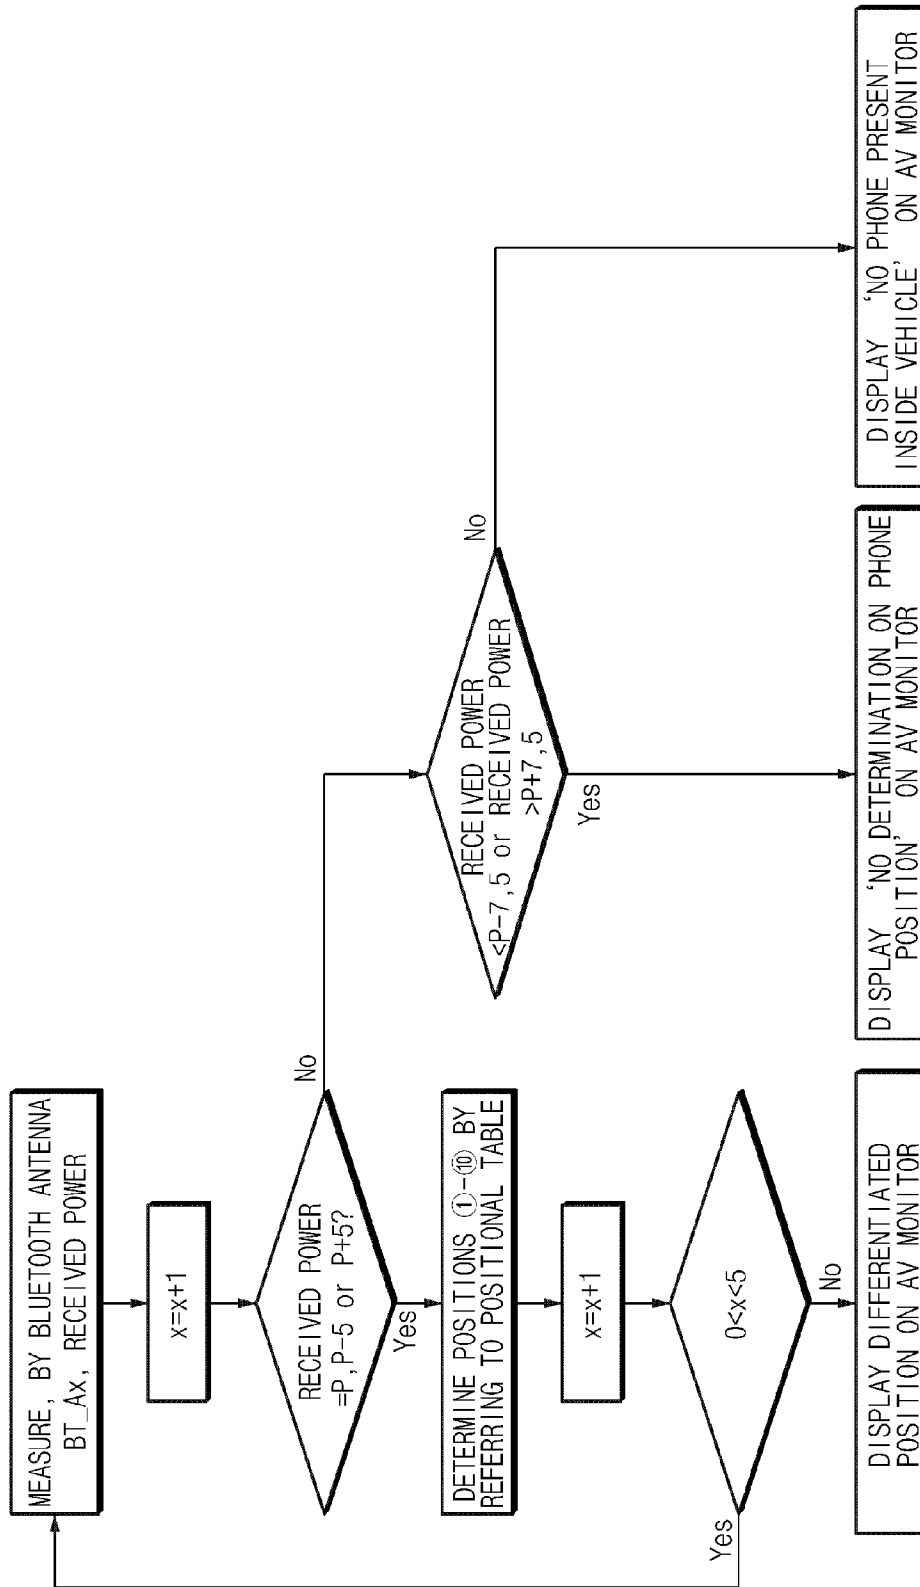 MEASURE, BY BLUETOOTH ANTENNA
BT_Ax, RECEIVED POWER
x=x+1
RECEIVED POWER
=P,P-5 or P+5?
No
Yes
DETERMINE POSITIONS ①-⑩ BY
REFERRING TO POSITIONAL TABLE
x=x+1
0<x<5
Yes
No
DISPLAY DIFFERENTIATED
POSITION ON AV MONITOR
RECEIVED POWER
<P-7,5 or RECEIVED POWER
>P+7,5
No
Yes
DISPLAY 'NO DETERMINATION ON PHONE
POSITION' ON AV MONITOR
DISPLAY 'NO PHONE PRESENT
INSIDE VEHICLE' ON AV MONITOR